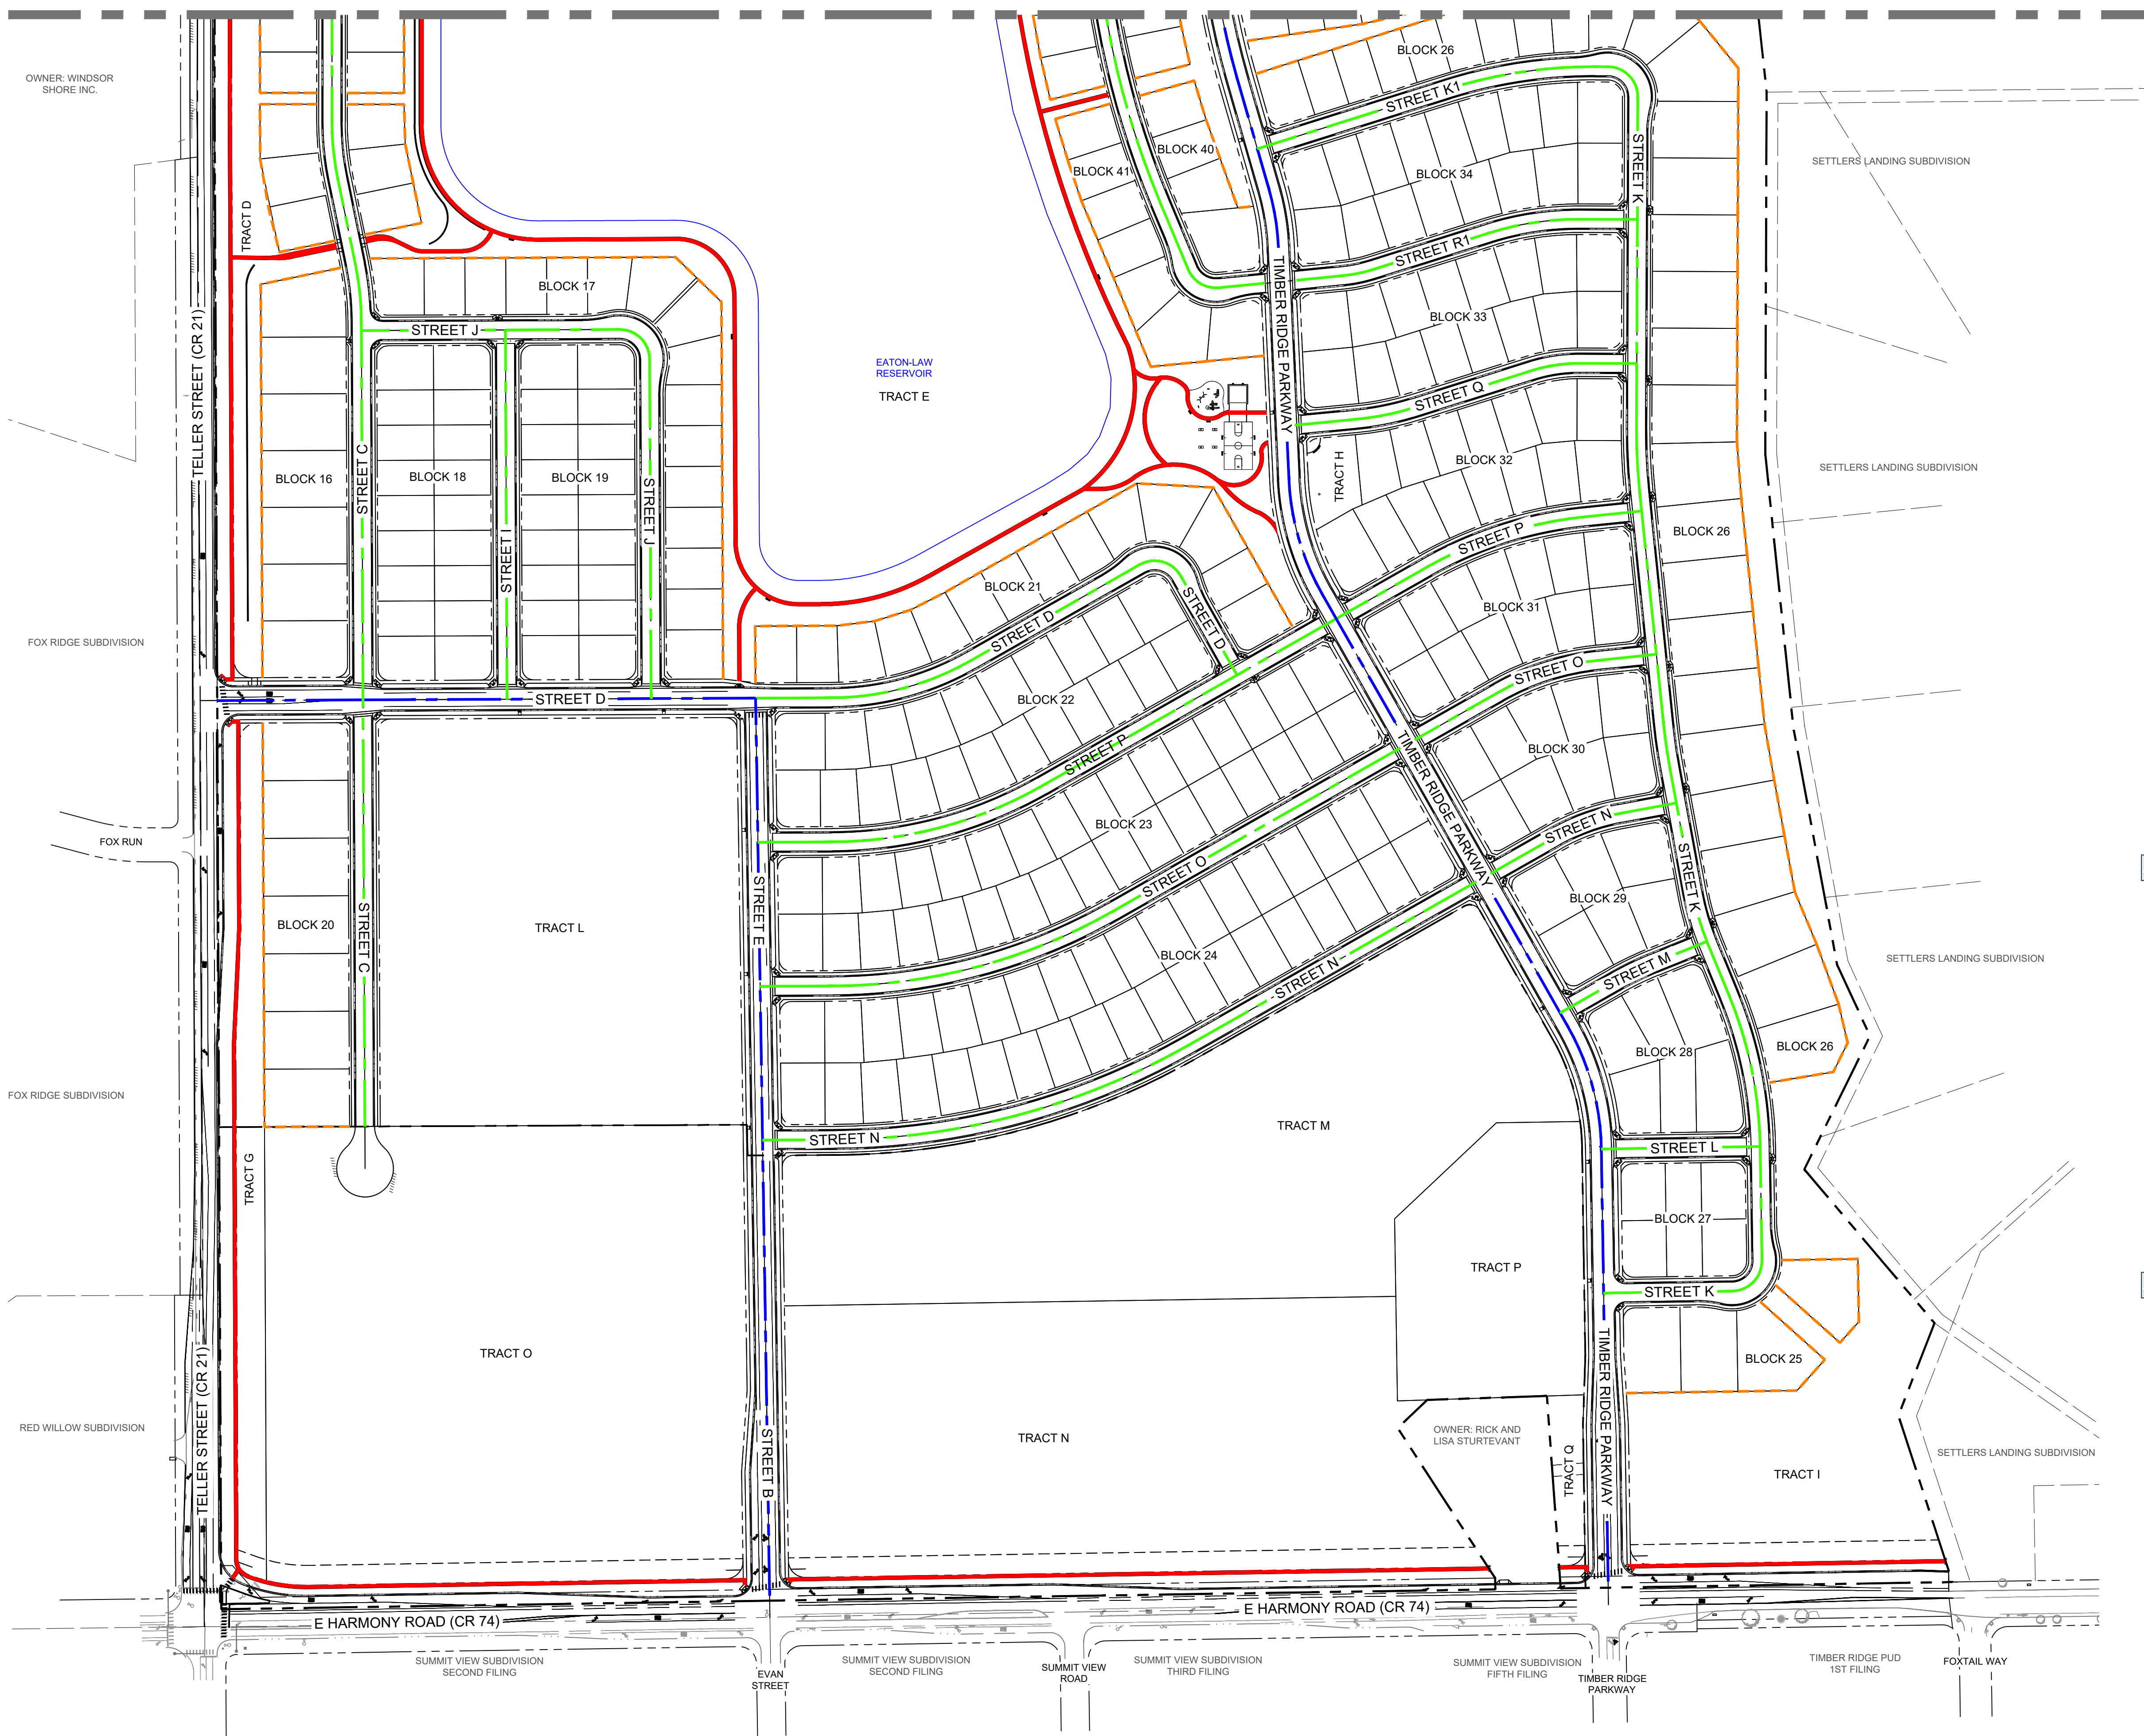 OWNER: WINDSOR
SHORE INC.
BLOCK 26
STREET K1
STREET K
SETTLERS LANDING SUBDIVISION
BLOCK 40
BLOCK 41
BLOCK 34
TRACT D
STREET R1
BLOCK 17
STREET J
TIMBER RIDGE PARKWAY
BLOCK 33
TELLER STREET (CR 21)
EATON-LAW
RESERVOIR
TRACT E
STREET Q
BLOCK 16
STREET C
BLOCK 18
STREET I
BLOCK 19
STREET J
TRACT H
BLOCK 32
SETTLERS LANDING SUBDIVISION
STREET P
BLOCK 26
BLOCK 21
STREET D
STREET D
BLOCK 31
FOX RIDGE SUBDIVISION
STREET O
STREET D
BLOCK 22
STREET P
TIMBER RIDGE PARKWAY
BLOCK 30
FOX RUN
BLOCK 23
STREET N
STREET O
STREET K
BLOCK 29
BLOCK 20
STREET C
TRACT L
STREET E
BLOCK 24
STREET N
STREET M
SETTLERS LANDING SUBDIVISION
BLOCK 28
BLOCK 26
FOX RIDGE SUBDIVISION
TRACT M
STREET N
STREET L
TRACT G
BLOCK 27
TRACT P
STREET K
TRACT O
BLOCK 25
TELLER STREET (CR 21)
TIMBER RIDGE PARKWAY
RED WILLOW SUBDIVISION
STREET B
TRACT N
OWNER: RICK AND
LISA STURTEVANT
TRACT Q
TRACT I
SETTLERS LANDING SUBDIVISION
E HARMONY ROAD (CR 74)
E HARMONY ROAD (CR 74)
SUMMIT VIEW SUBDIVISION
SECOND FILING
EVAN
STREET
SUMMIT VIEW SUBDIVISION
SECOND FILING
SUMMIT VIEW
ROAD
SUMMIT VIEW SUBDIVISION
THIRD FILING
SUMMIT VIEW SUBDIVISION
FIFTH FILING
TIMBER RIDGE
PARKWAY
TIMBER RIDGE PUD
1ST FILING
FOXTAIL WAY